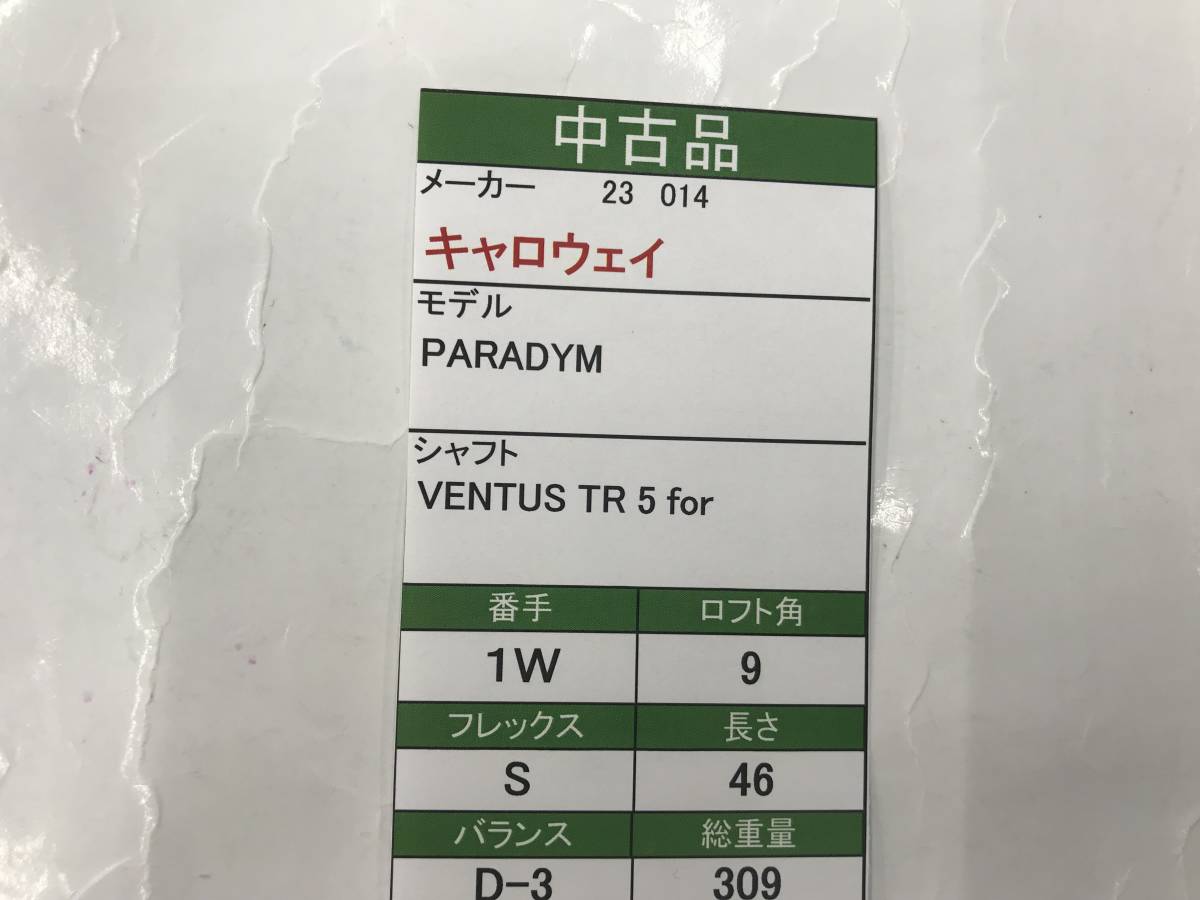 中古品
メーカー 23 014
キャロウェイ
モデル
PARADYM
シャフト
VENTUS TR 5 for
番手 ロフト角
1W 9
フレックス 長さ
S 46
バランス 総重量
D-3 309